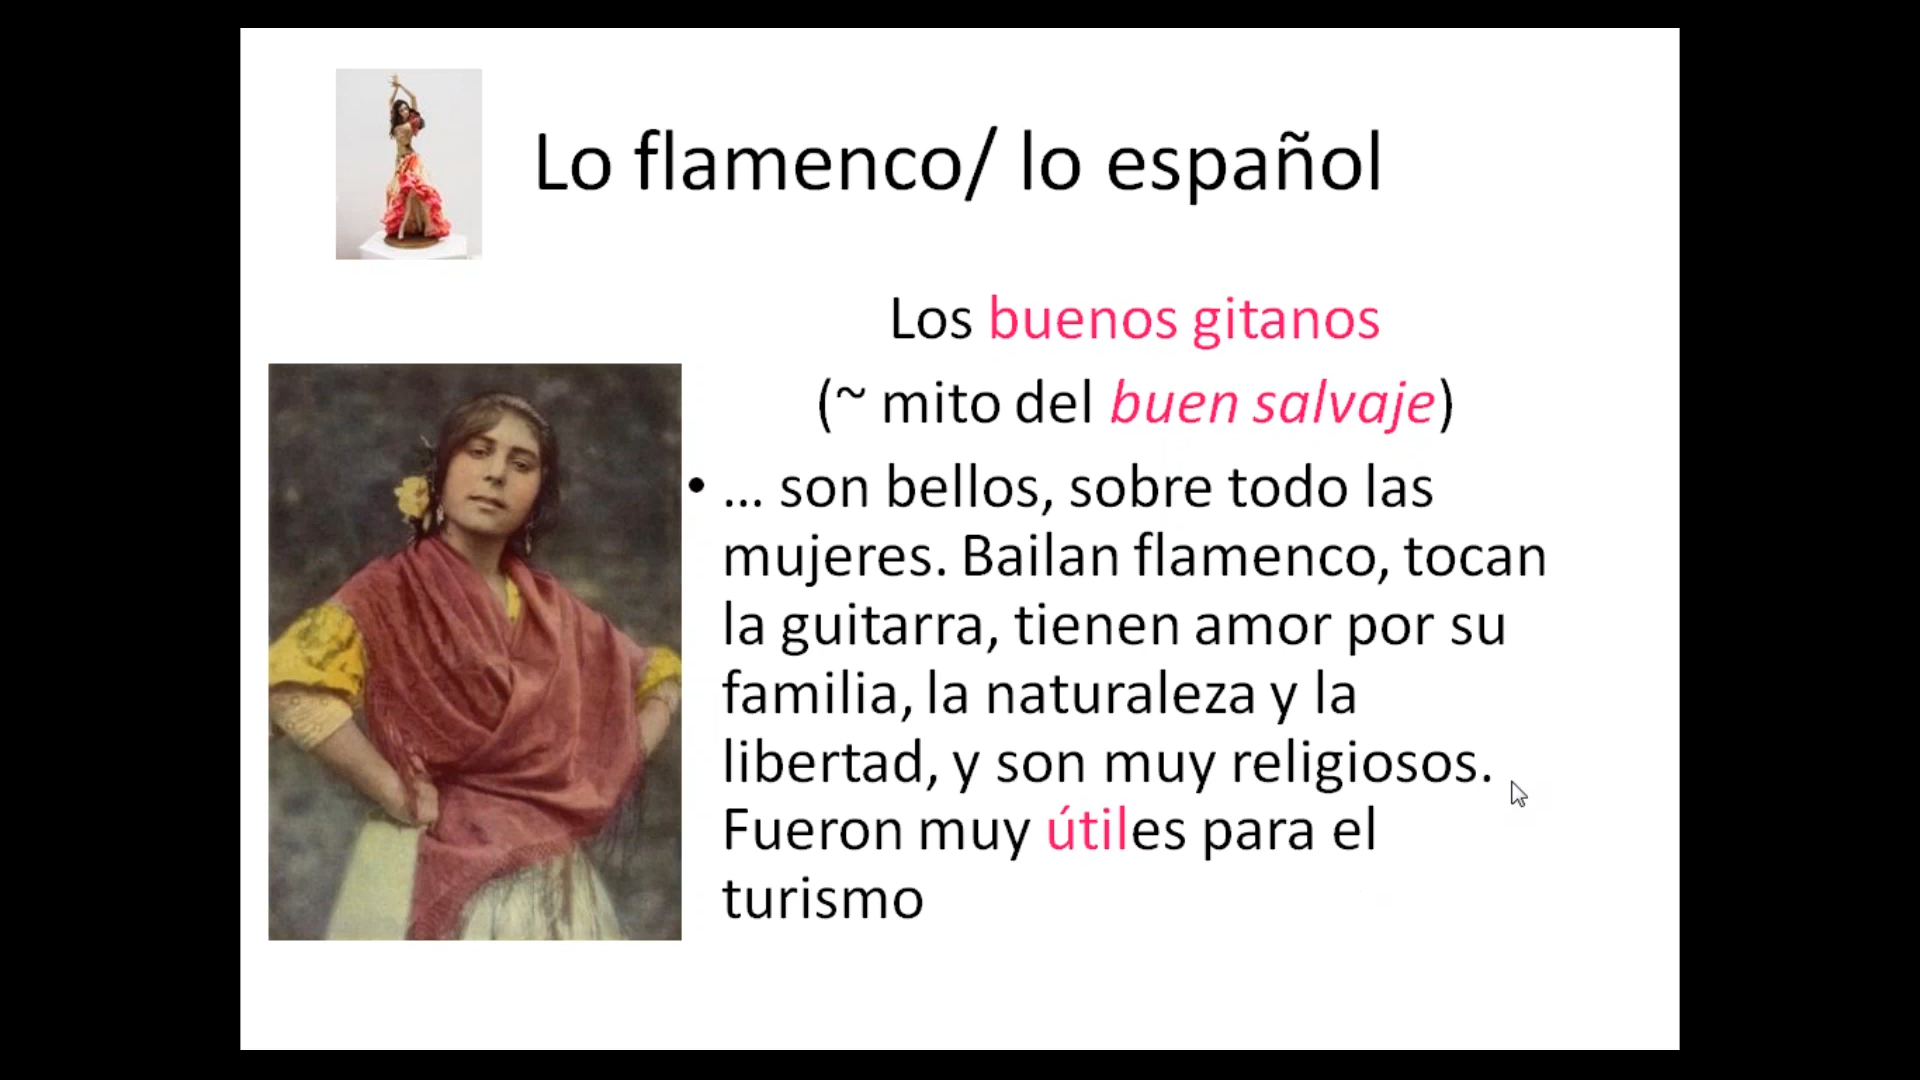 Lo flamenco/ lo español
Los buenos gitanos
(~ mito del buen salvaje)
• ... son bellos, sobre todo las
mujeres. Bailan flamenco, tocan
la guitarra, tienen amor por su
familia, la naturaleza y la
libertad, y son muy religiosos.
Fueron muy útiles para el
turismo